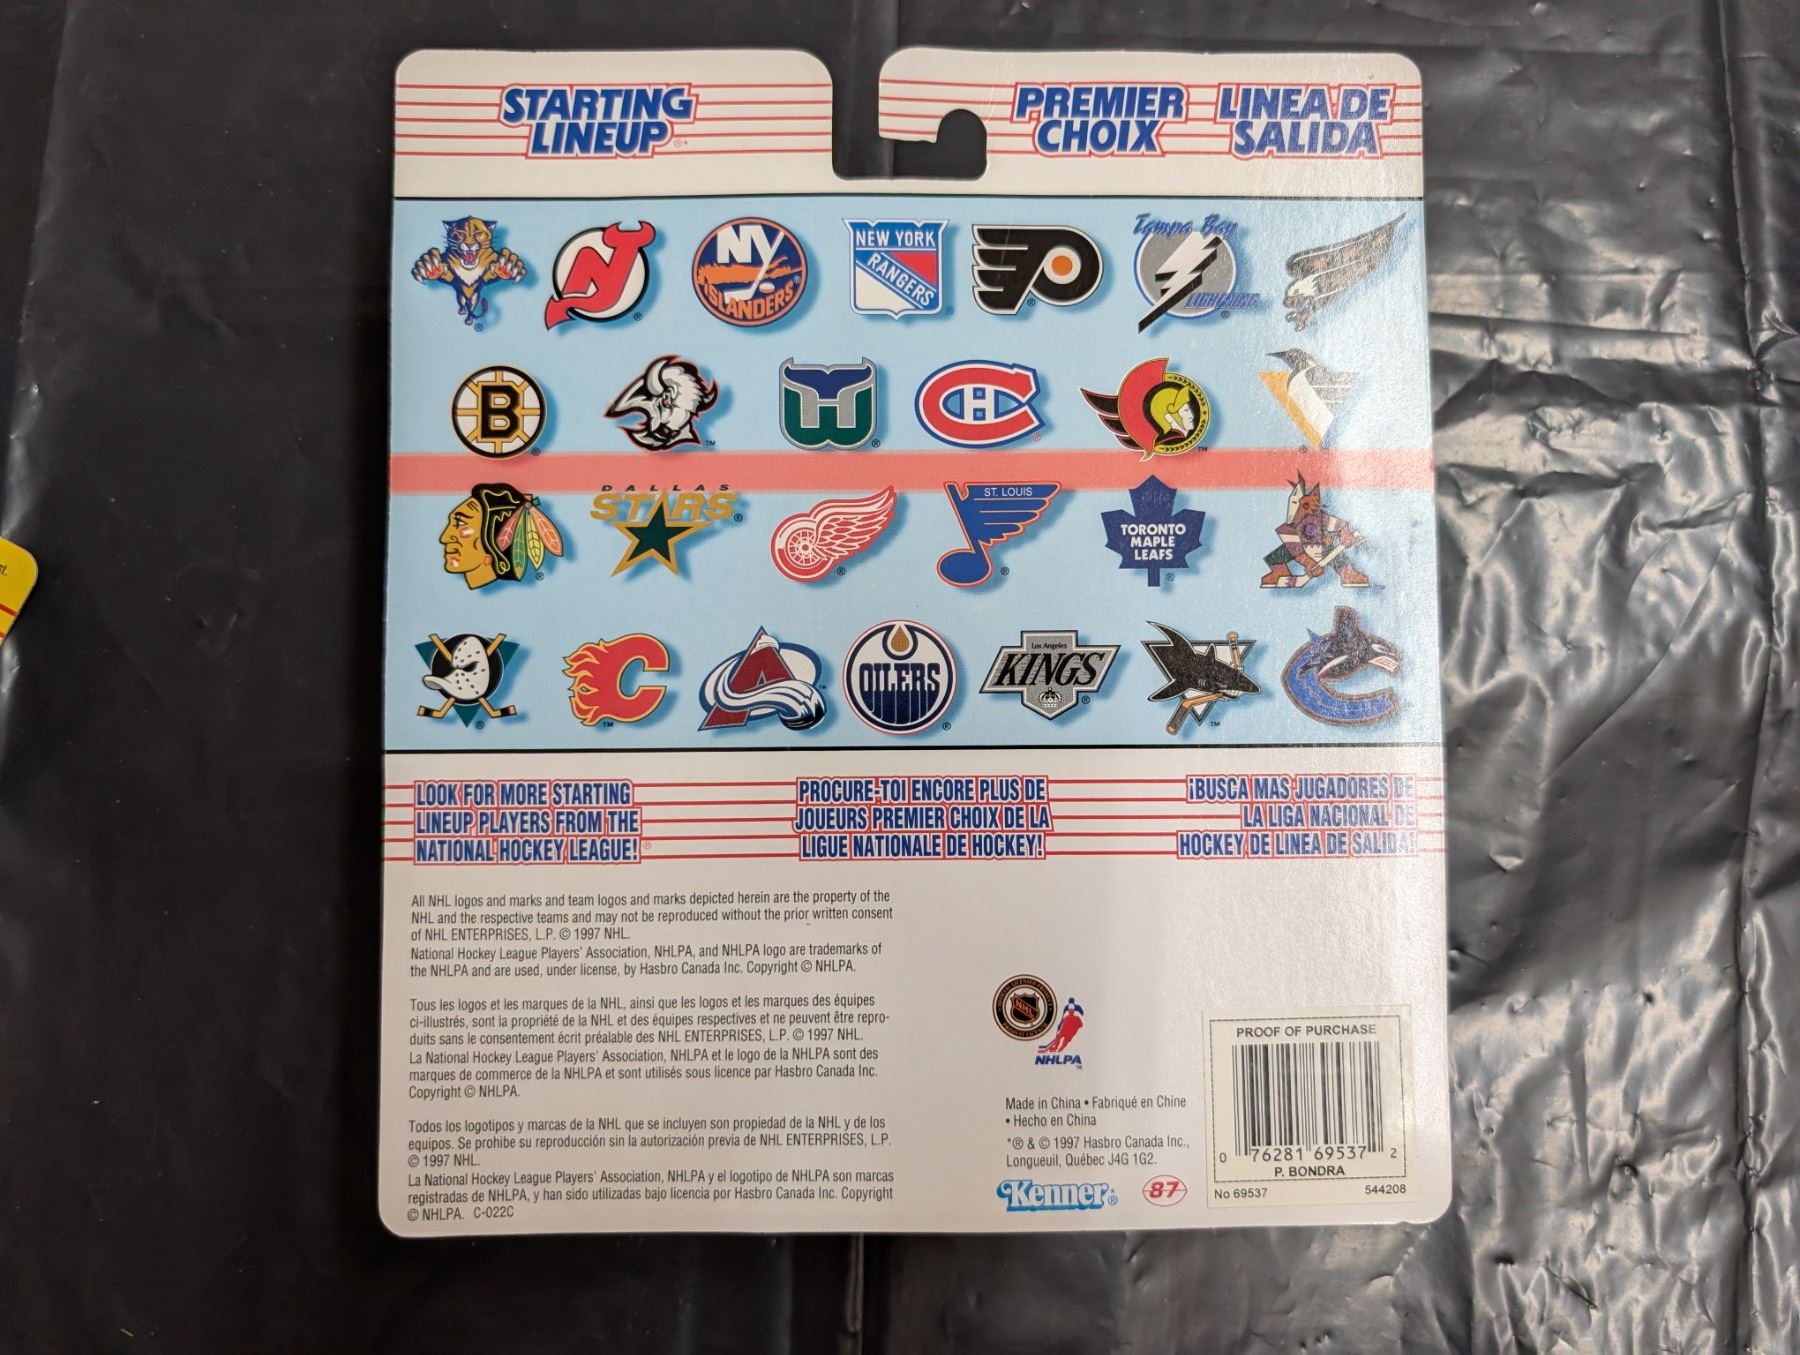 STARTING
LINEUP ®*
PREMIER
CHOIX
LINEA DE
SALIDA
NY
ISLANDERS
NEW YORK
RANGERS
Tampa Bay
LIGHTNING
B
DALLAS
STARS
ST. LOUIS
TORONTO
MAPLE
LEAFS
OILERS
Los Angeles
KINGS
LOOK FOR MORE STARTING
LINEUP PLAYERS FROM THE
NATIONAL HOCKEY LEAGUE! ®
PROCURE-TOI ENCORE PLUS DE
JOUEURS PREMIER CHOIX DE LA
LIGUE NATIONALE DE HOCKEY!
¡BUSCA MAS JUGADORES DE
LA LIGA NACIONAL DE
HOCKEY DE LINEA DE SALIDA!
All NHL logos and marks and team logos and marks depicted herein are the property of the
NHL and the respective teams and may not be reproduced without the prior written consent
of NHL ENTERPRISES, L.P. © 1997 NHL.
National Hockey League Players' Association, NHLPA, and NHLPA logo are trademarks of
the NHLPA and are used, under license, by Hasbro Canada Inc. Copyright © NHLPA.
Tous les logos et les marques de la NHL, ainsi que les logos et les marques des équipes
ci-illustrés, sont la propriété de la NHL et des équipes respectives et ne peuvent être repro-
duits sans le consentement écrit préalable des NHL ENTERPRISES, L.P. © 1997 NHL.
La National Hockey League Players' Association, NHLPA et le logo de la NHLPA sont des
marques de commerce de la NHLPA et sont utilisés sous licence par Hasbro Canada Inc.
Copyright © NHLPA.
Todos los logotipos y marcas de la NHL que se incluyen son propiedad de la NHL y de los
equipos. Se prohibe su reproducción sin la autorización previa de NHL ENTERPRISES, L.P.
© 1997 NHL.
La National Hockey League Players' Association, NHLPA y el logotipo de NHLPA son marcas
registradas de NHLPA, y han sido utilizadas bajo licencia por Hasbro Canada Inc. Copyright
© NHLPA. C-022C
NHL
NHLPA
Made in China • Fabriqué en Chine
• Hecho en China
*® & © 1997 Hasbro Canada Inc.,
Longueuil, Québec J4G 1G2.
Kenner®
87
PROOF OF PURCHASE
0 76281 69537 2
P. BONDRA
No 69537 544208
st.